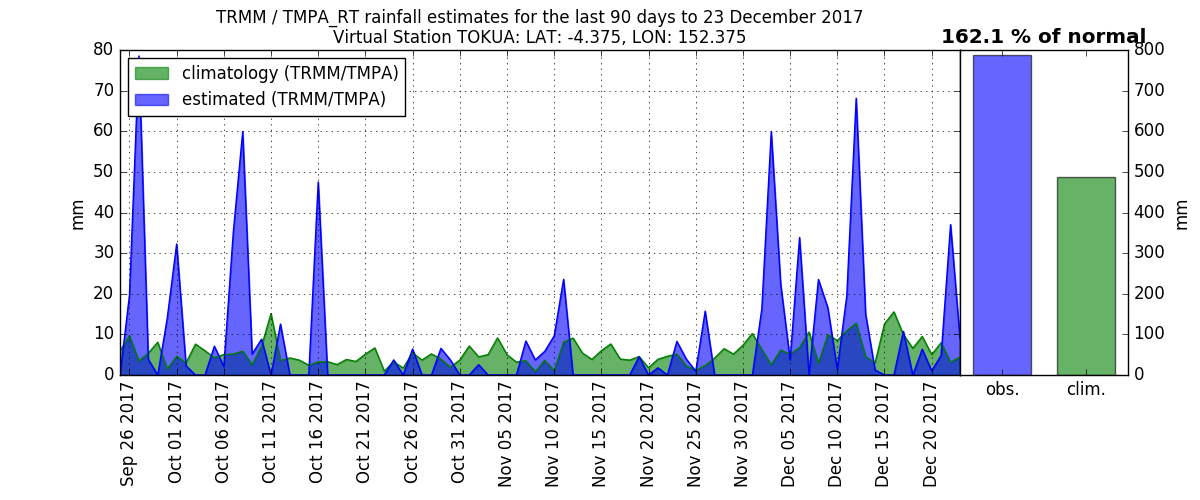 TRMM / TMPA_RT rainfall estimates for the last 90 days to 23 December 2017
Virtual Station TOKUA: LAT: -4.375, LON: 152.375
162.1 % of normal
climatology (TRMM/TMPA)
estimated (TRMM/TMPA)
mm
80
70
60
50
40
30
20
10
0
Sep 26 2017
Oct 01 2017
Oct 06 2017
Oct 11 2017
Oct 16 2017
Oct 21 2017
Oct 26 2017
Oct 31 2017
Nov 05 2017
Nov 10 2017
Nov 15 2017
Nov 20 2017
Nov 25 2017
Nov 30 2017
Dec 05 2017
Dec 10 2017
Dec 15 2017
Dec 20 2017
obs.
clim.
800
700
600
500
400
300
200
100
0
mm